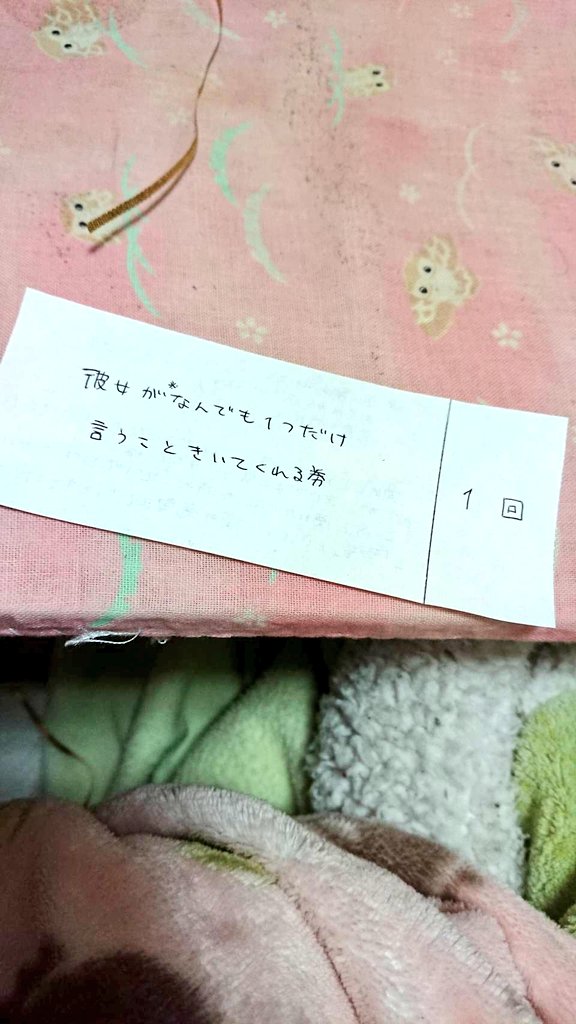 彼女が*なんでも1つだけ
言うこときいてくれる券
1回